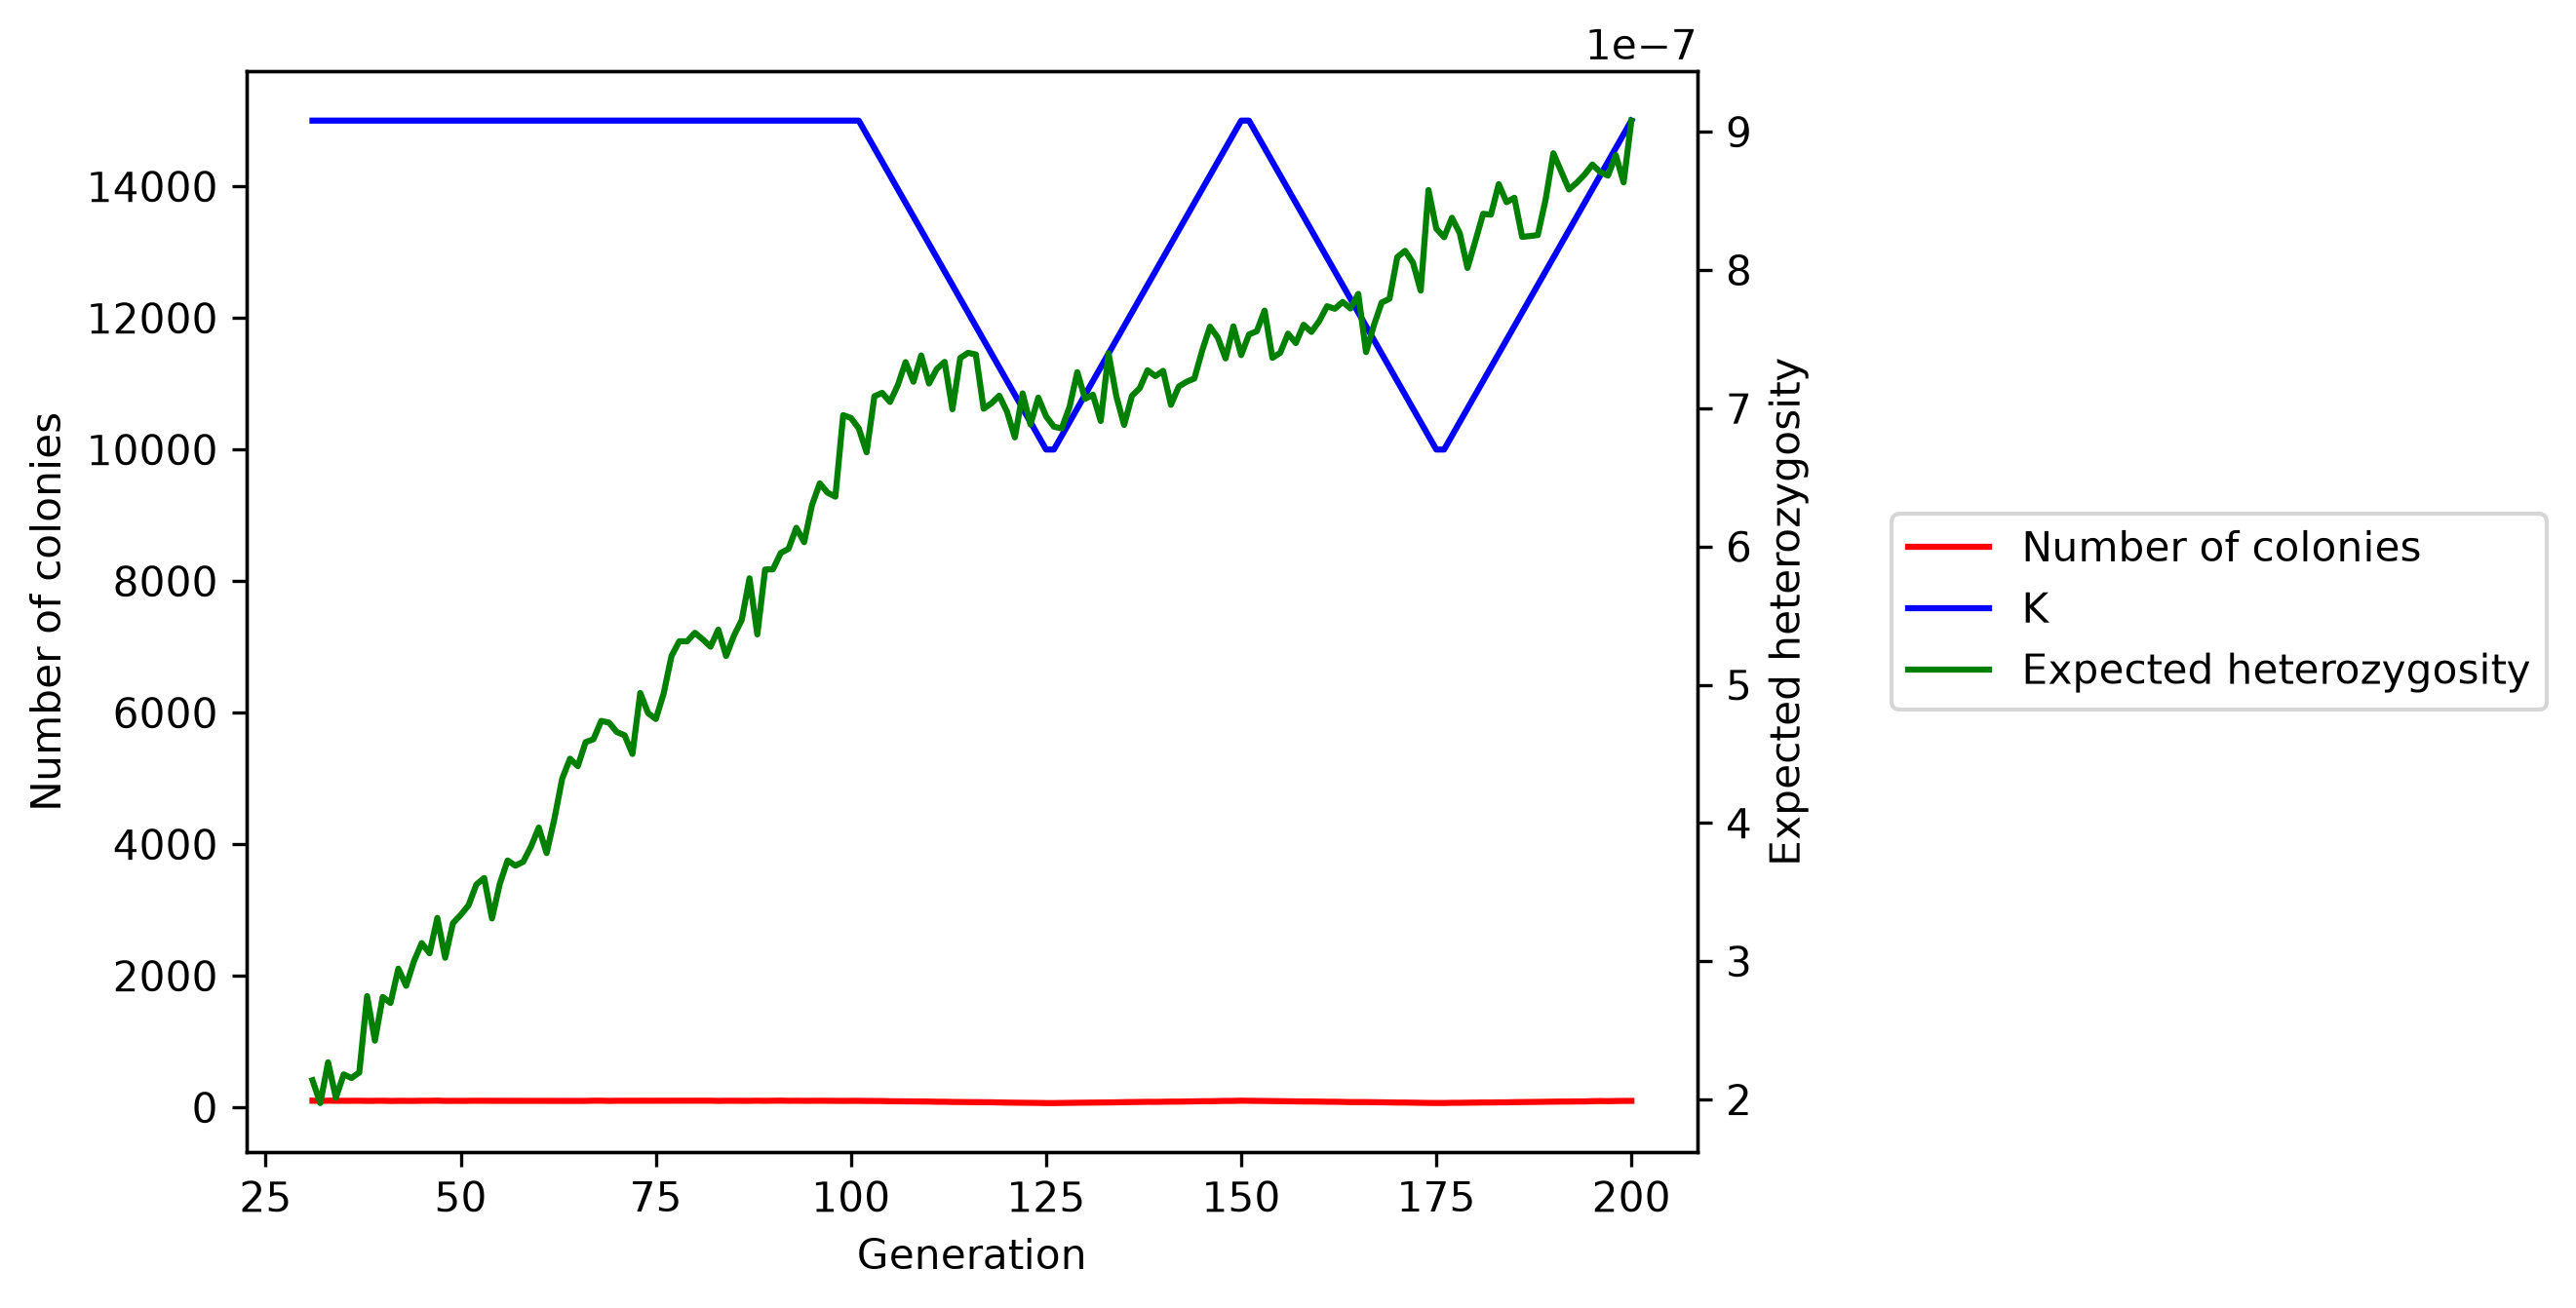 1e−7
Number of colonies
14000
12000
10000
8000
6000
4000
2000
0
9
8
7
6
5
4
3
2
Expected heterozygosity
25 50 75 100 125 150 175 200
Generation
Number of colonies
K
Expected heterozygosity